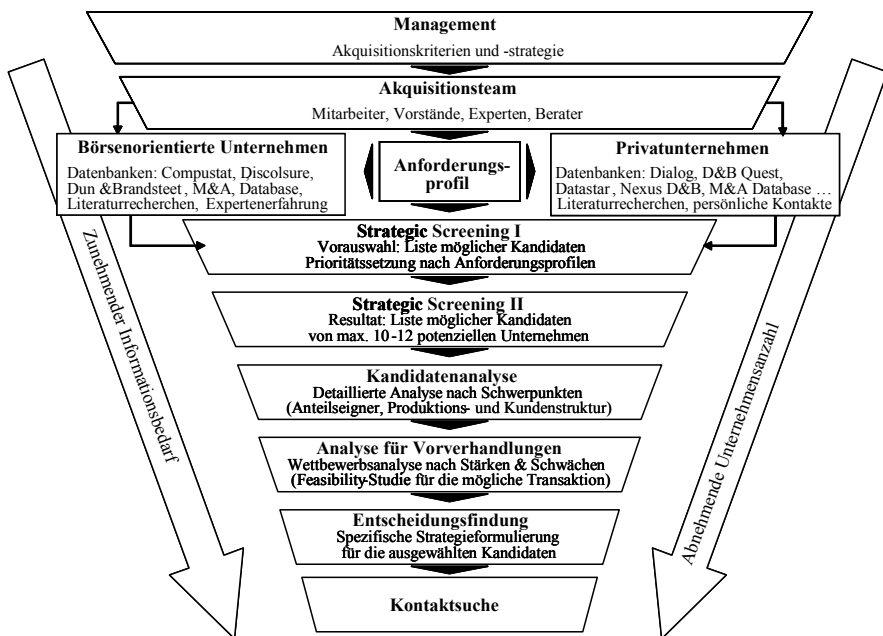 Management
Akquisitionskriterien und -strategie
Akquisitionsteam
Mitarbeiter, Vorstände, Experten, Berater
Börsenorientierte Unternehmen
Datenbanken: Compustat, Discolsure,
Dun &Brandsteet , M&A, Database,
Literaturrecherchen, Expertenerfahrung
Anforderungs-
profil
Privatunternehmen
Datenbanken: Dialog, D&B Quest,
Datastar, Nexus D&B, M&A Database ...
Literaturrecherchen, persönliche Kontakte
Strategic Screening I
Vorauswahl: Liste möglicher Kandidaten
Prioritätssetzung nach Anforderungsprofilen
Strategic Screening II
Resultat: Liste möglicher Kandidaten
von max. 10-12 potenziellen Unternehmen
Kandidatenanalyse
Detaillierte Analyse nach Schwerpunkten
(Anteilseigner, Produktions- und Kundenstruktur)
Analyse für Vorverhandlungen
Wettbewerbsanalyse nach Stärken & Schwächen
(Feasibility-Studie für die mögliche Transaktion)
Entscheidungsfindung
Spezifische Strategieformulierung
für die ausgewählten Kandidaten
Kontaktsuche
Zunehmender Informationsbedarf
Abnehmende Unternehmensanzahl